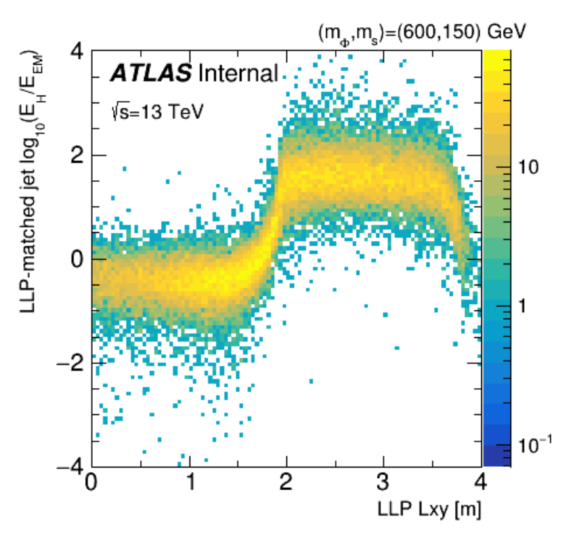 (m_Φ,m_s)=(600,150) GeV
LLP-matched jet log₁₀(E_H/E_EM)
ATLAS Internal
√s=13 TeV
4
2
0
−2
−4
0 1 2 3 4
LLP Lxy [m]
10
1
10⁻¹